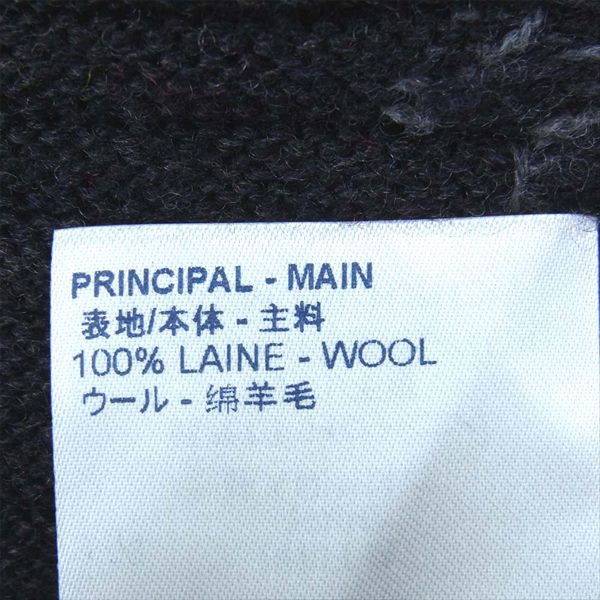 PRINCIPAL - MAIN
表地/本体 - 主料
100% LAINE - WOOL
ウール - 绵羊毛